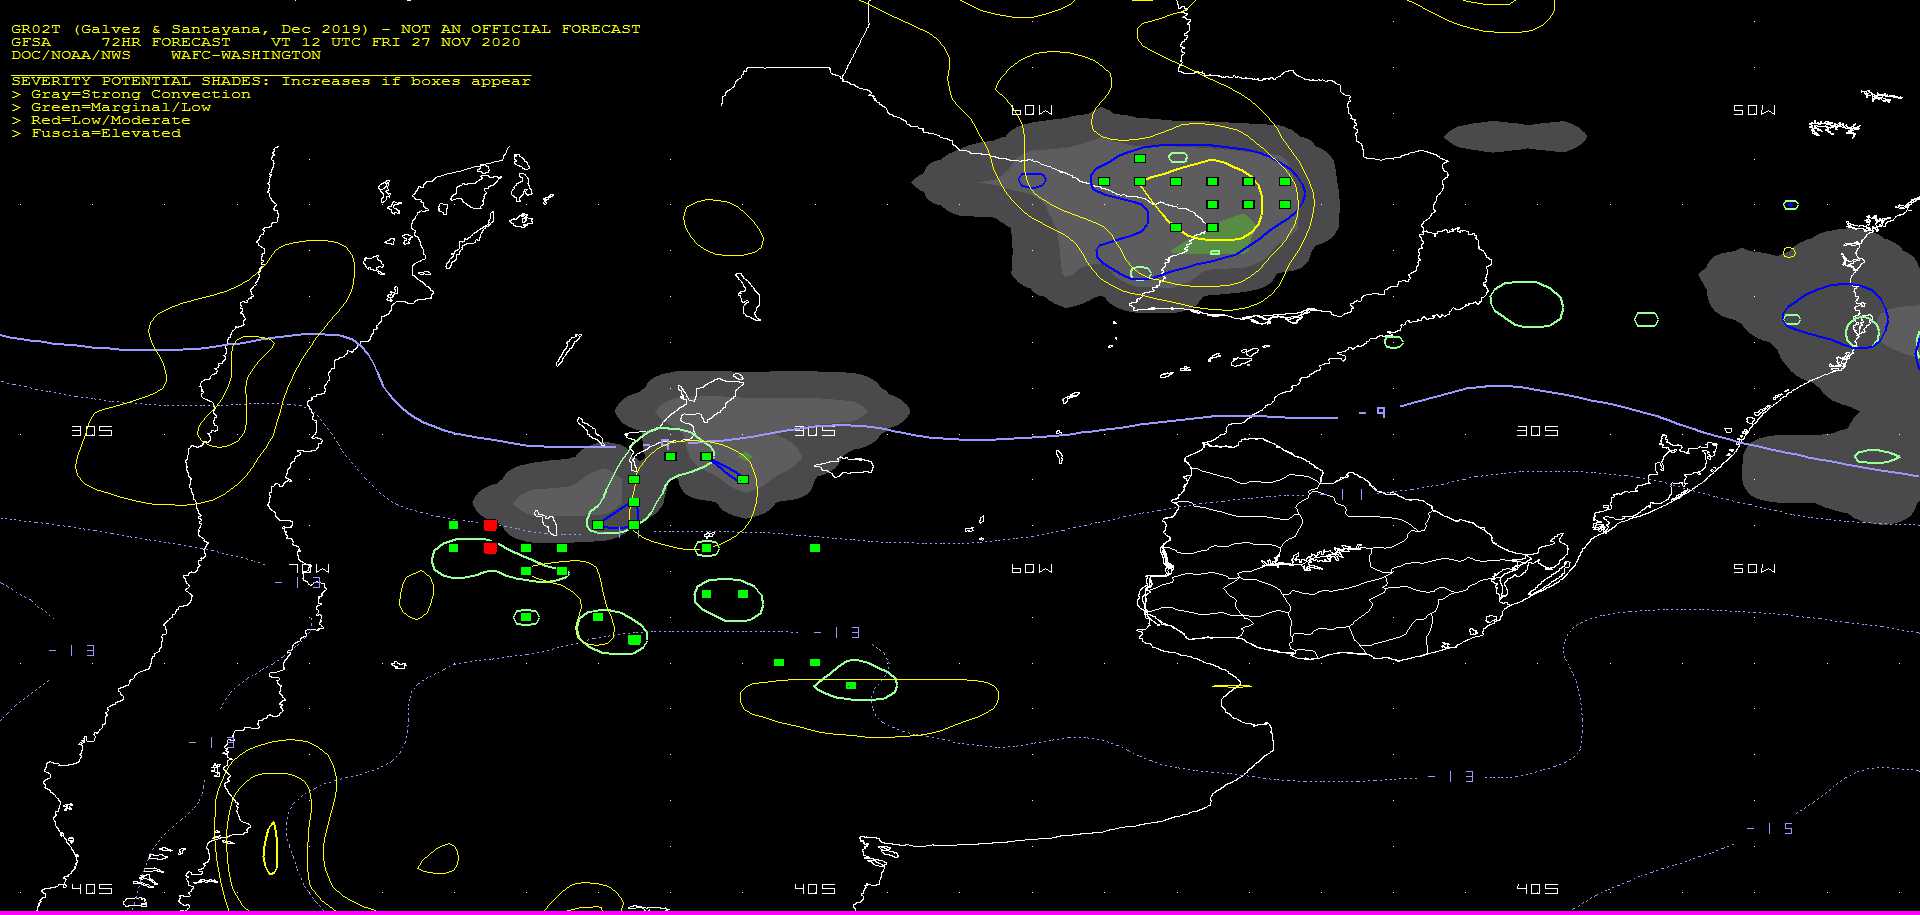 GR02T (Galvez & Santayana, Dec 2019) – NOT AN OFFICIAL FORECAST
GFSA 72HR FORECAST VT 12 UTC FRI 27 NOV 2020
DOC/NOAA/NWS WAFC–WASHINGTON
SEVERITY POTENTIAL SHADES: Increases if boxes appear
> Gray=Strong Convection
> Green=Marginal/Low
> Red=Low/Moderate
> Fuscia=Elevated
60W
50W
-9
30S
30S
30S
-9
-11
70W
60W
50W
-13
-13
-13
-13
-13
-15
40S
40S
40S